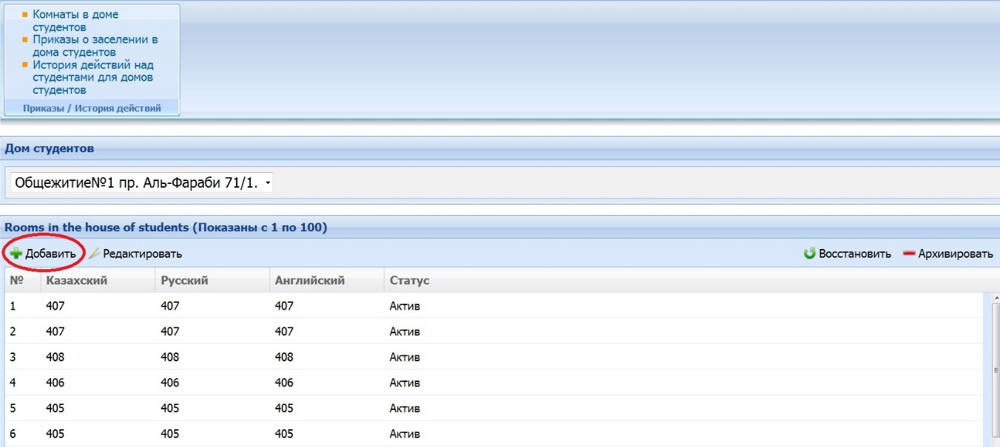 Комнаты в доме
студентов
Приказы о заселении в
дома студентов
История действий над
студентами для домов
студентов
Приказы / История действий
Дом студентов
Общежитие№1 пр. Аль-Фараби 71/1.
Rooms in the house of students (Показаны с 1 по 100)
Добавить Редактировать Восстановить Архивировать
№ Казахский Русский Английский Статус
1 407 407 407 Актив
2 407 407 407 Актив
3 408 408 408 Актив
4 406 406 406 Актив
5 405 405 405 Актив
6 405 405 405 Актив